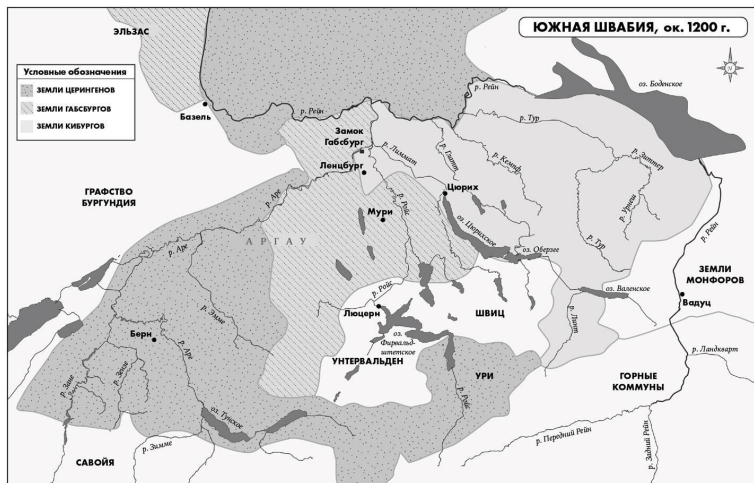 ЮЖНАЯ ШВАБИЯ, ок. 1200 г.
ЭЛЬЗАС
Условные обозначения
ЗЕМЛИ ЦЕРИНГЕНОВ
ЗЕМЛИ ГАБСБУРГОВ
ЗЕМЛИ КИБУРГОВ
N
оз. Боденское
Базель
р. Рейн
р. Рейн
р. Тур
Замок
Габсбург
Ленцбург
р. Лиммат
р. Глатт
р. Кемпф
р. Зиттер
р. Урнеш
р. Тур
ГРАФСТВО
БУРГУНДИЯ
р. Аре
Мури
р. Ройс
Цюрих
оз. Цюрихское
оз. Оберзее
р. Рейн
АРГАУ
р. Аре
ЗЕМЛИ
МОНФОРОВ
оз. Валенское
Вадуц
р. Ройс
Люцерн
ШВИЦ
р. Эмме
Берн
р. Аре
оз.
Фирвальд-
штетское
р. Линт
УНТЕРВАЛЬДЕН
р. Ландкварт
УРИ
ГОРНЫЕ
КОММУНЫ
р. Зане
р. Зензе
р. Ройс
оз. Тунское
р. Передний Рейн
р. Задний Рейн
р. Зимме
САВОЙЯ